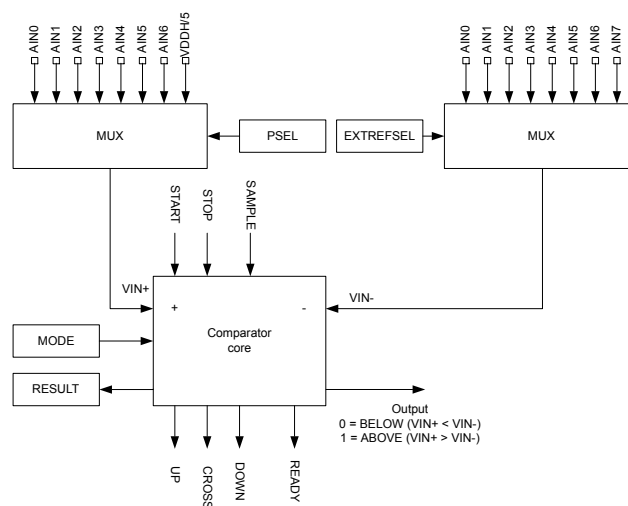 AIN0
AIN1
AIN2
AIN3
AIN4
AIN5
AIN6
VDDH/5
AIN0
AIN1
AIN2
AIN3
AIN4
AIN5
AIN6
AIN7
MUX
PSEL
EXTREFSEL
MUX
START
STOP
SAMPLE
VIN+
VIN-
+
-
Comparator
core
MODE
RESULT
Output
0 = BELOW (VIN+ < VIN-)
1 = ABOVE (VIN+ > VIN-)
UP
CROSS
DOWN
READY